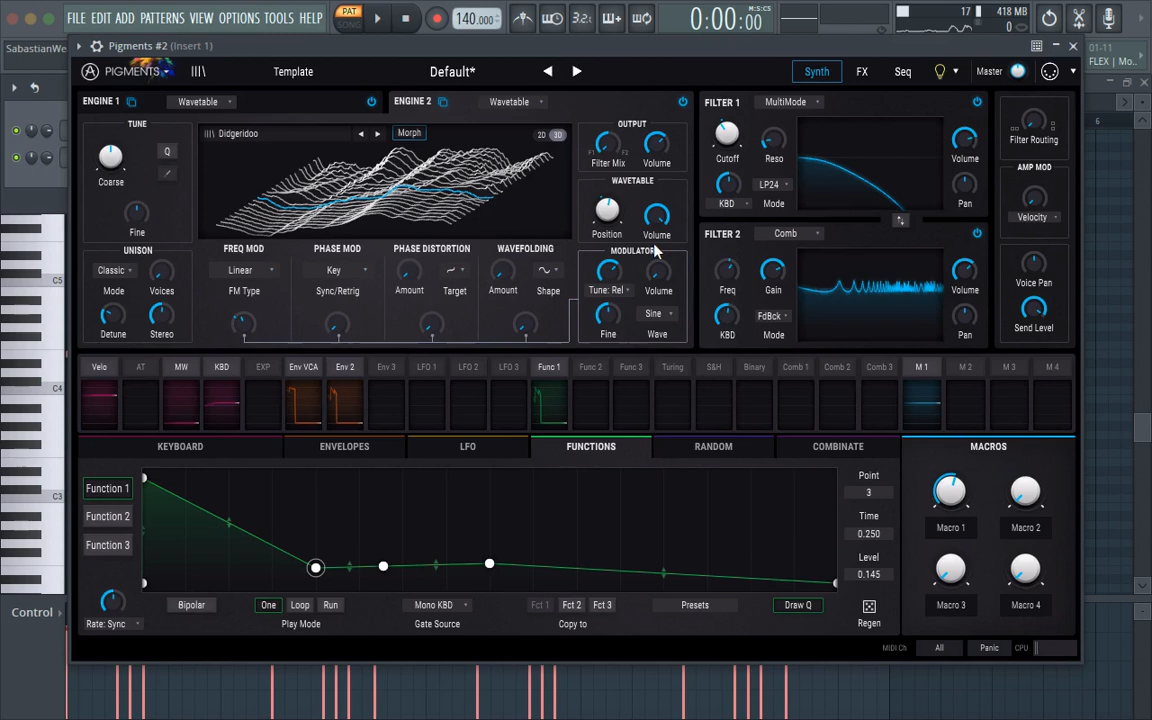 FILE EDIT ADD PATTERNS VIEW OPTIONS TOOLS HELP
PAT
SONG
140.000
3.2.
0:00:00
M:S:CS
17
418 MB
0
SabastianWe
Pigments #2 (Insert 1)
01-11
FLEX | Mo..
PIGMENTS
Template
Default*
Synth
FX
Seq
Master
ENGINE 1
Wavetable
ENGINE 2
Wavetable
TUNE
Q
Coarse
Fine
Didgeridoo
Morph
2D
3D
OUTPUT
F1
F2
Filter Mix
Volume
WAVETABLE
Position
Volume
UNISON
Classic
Mode
Voices
Detune
Stereo
FREQ MOD
Linear
FM Type
PHASE MOD
Key
Sync/Retrig
PHASE DISTORTION
Amount
Target
WAVEFOLDING
Amount
Shape
MODULATOR
Tune: Rel
Volume
Sine
Fine
Wave
FILTER 1
MultiMode
Cutoff
Reso
LP24
KBD
Mode
Volume
Pan
FILTER 2
Comb
Freq
Gain
FdBck
KBD
Mode
Volume
Pan
Filter Routing
AMP MOD
Velocity
Voice Pan
Send Level
6
C5
C4
C3
Velo
AT
MW
KBD
EXP
Env VCA
Env 2
Env 3
LFO 1
LFO 2
LFO 3
Func 1
Func 2
Func 3
Turing
S&H
Binary
Comb 1
Comb 2
Comb 3
M 1
M 2
M 3
M 4
KEYBOARD
ENVELOPES
LFO
FUNCTIONS
RANDOM
COMBINATE
MACROS
Function 1
Function 2
Function 3
Rate: Sync
Bipolar
One
Loop
Run
Play Mode
Mono KBD
Gate Source
Fct 1
Fct 2
Fct 3
Copy to
Presets
Draw Q
Point
3
Time
0.250
Level
0.145
Regen
Macro 1
Macro 2
Macro 3
Macro 4
Control
MIDI Ch
All
Panic
CPU